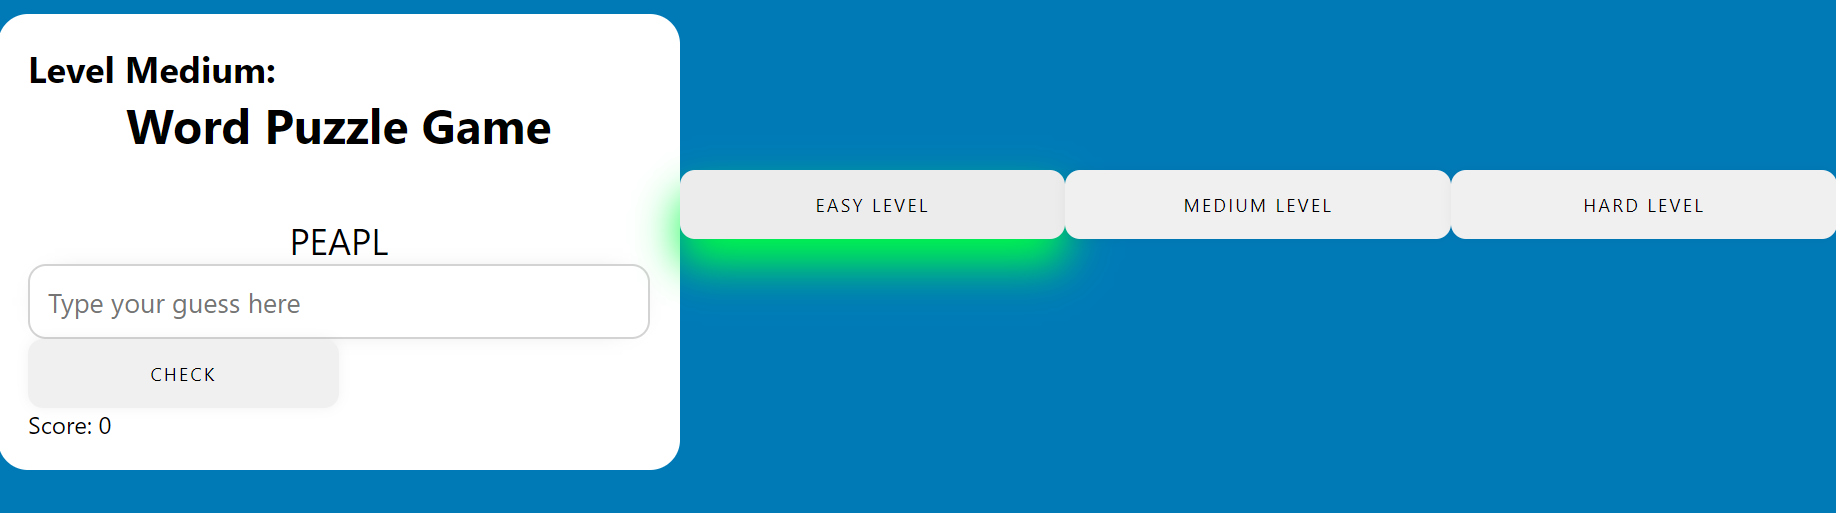 Level Medium:
Word Puzzle Game
PEAPL
Type your guess here
CHECK
Score: 0
EASY LEVEL
MEDIUM LEVEL
HARD LEVEL